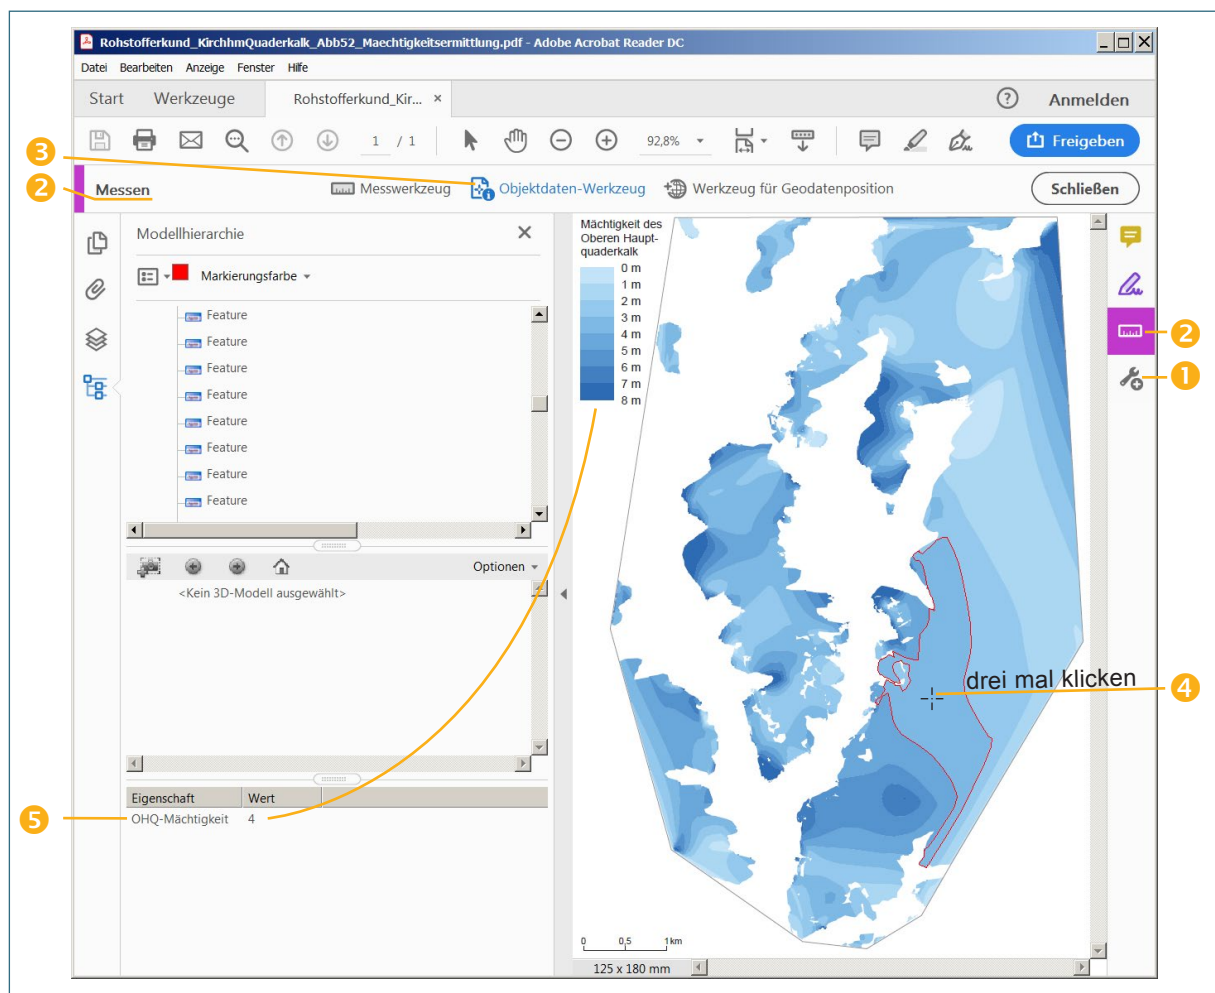 Rohstofferkund_KirchhmQuaderkalk_Abb52_Maechtigkeitsermittlung.pdf - Adobe Acrobat Reader DC
Datei Bearbeiten Anzeige Fenster Hilfe
Start Werkzeuge Rohstofferkund_Kir... × ? Anmelden
1 / 1 92,8% Freigeben
3
2 Messen Messwerkzeug Objektdaten-Werkzeug Werkzeug für Geodatenposition Schließen
Modellhierarchie
Markierungsfarbe
Feature
Feature
Feature
Feature
Feature
Feature
Feature
Feature
Optionen
<Kein 3D-Modell ausgewählt>
Eigenschaft Wert
5 OHQ-Mächtigkeit 4
Mächtigkeit des
Oberen Haupt-
quaderkalk
0 m
1 m
2 m
3 m
4 m
5 m
6 m
7 m
8 m
2
1
drei mal klicken
4
0 0,5 1km
125 x 180 mm